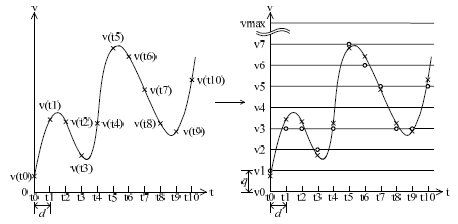 v
v(t5)
v(t6)
v(t10)
v(t7)
v(t1)
v(t2)
v(t4)
v(t8)
v(t9)
v(t3)
v(t0)
0
t0 t1 t2 t3 t4 t5 t6 t7 t8 t9 t10
t
d
v
vmax
v7
v6
v5
v4
v3
v2
v1
v0
q
t0 t1 t2 t3 t4 t5 t6 t7 t8 t9 t10
t
d